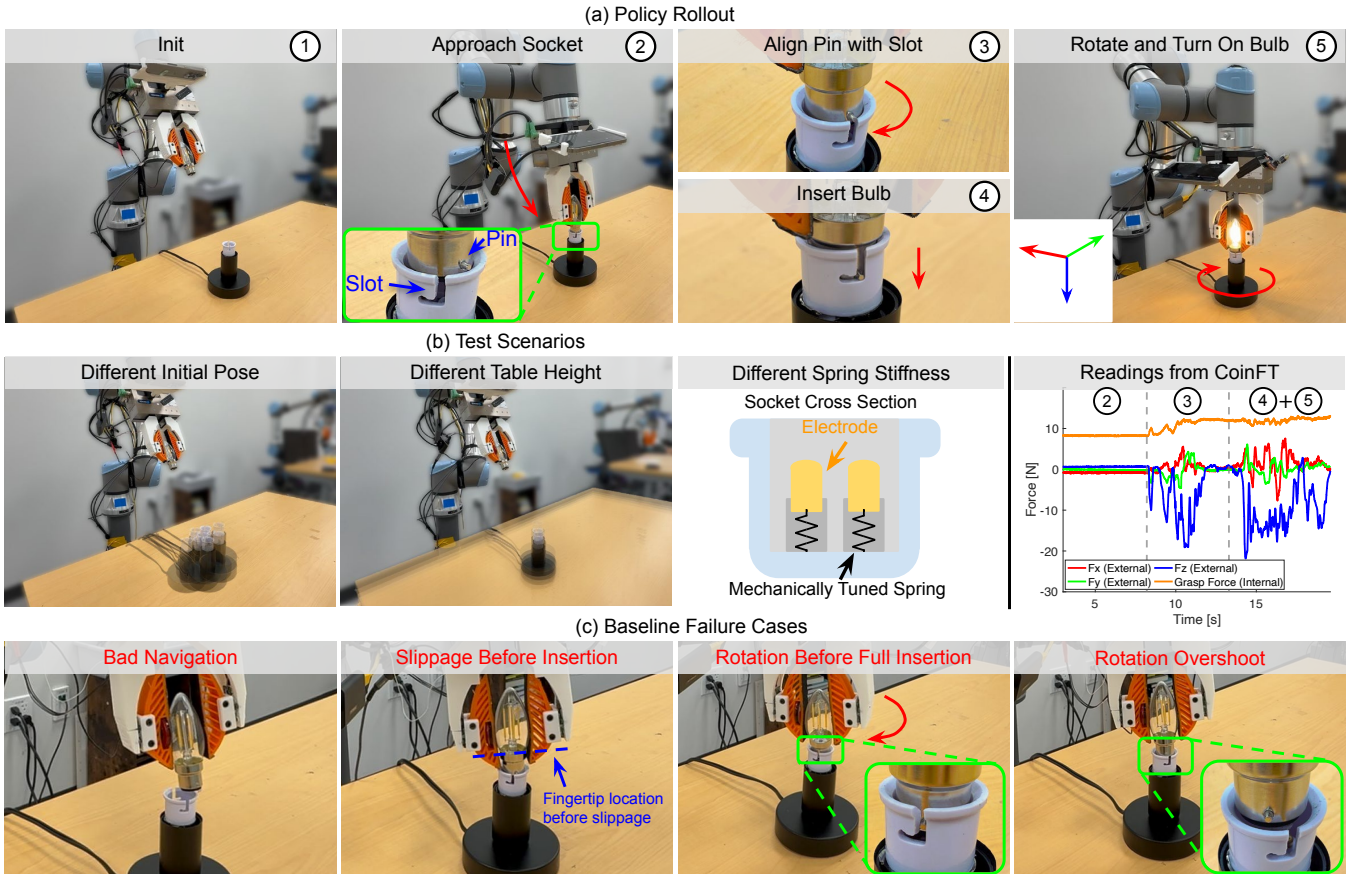 (a) Policy Rollout
Init
1
Approach Socket
2
Pin
Slot
Align Pin with Slot
3
Insert Bulb
4
Rotate and Turn On Bulb
5
(b) Test Scenarios
Different Initial Pose
Different Table Height
Different Spring Stiffness
Socket Cross Section
Electrode
Mechanically Tuned Spring
Readings from CoinFT
2
3
4 + 5
10
0
-10
-20
-30
Force [N]
Fx (External)
Fz (External)
Fy (External)
Grasp Force (Internal)
5
10
15
Time [s]
(c) Baseline Failure Cases
Bad Navigation
Slippage Before Insertion
Fingertip location
before slippage
Rotation Before Full Insertion
Rotation Overshoot